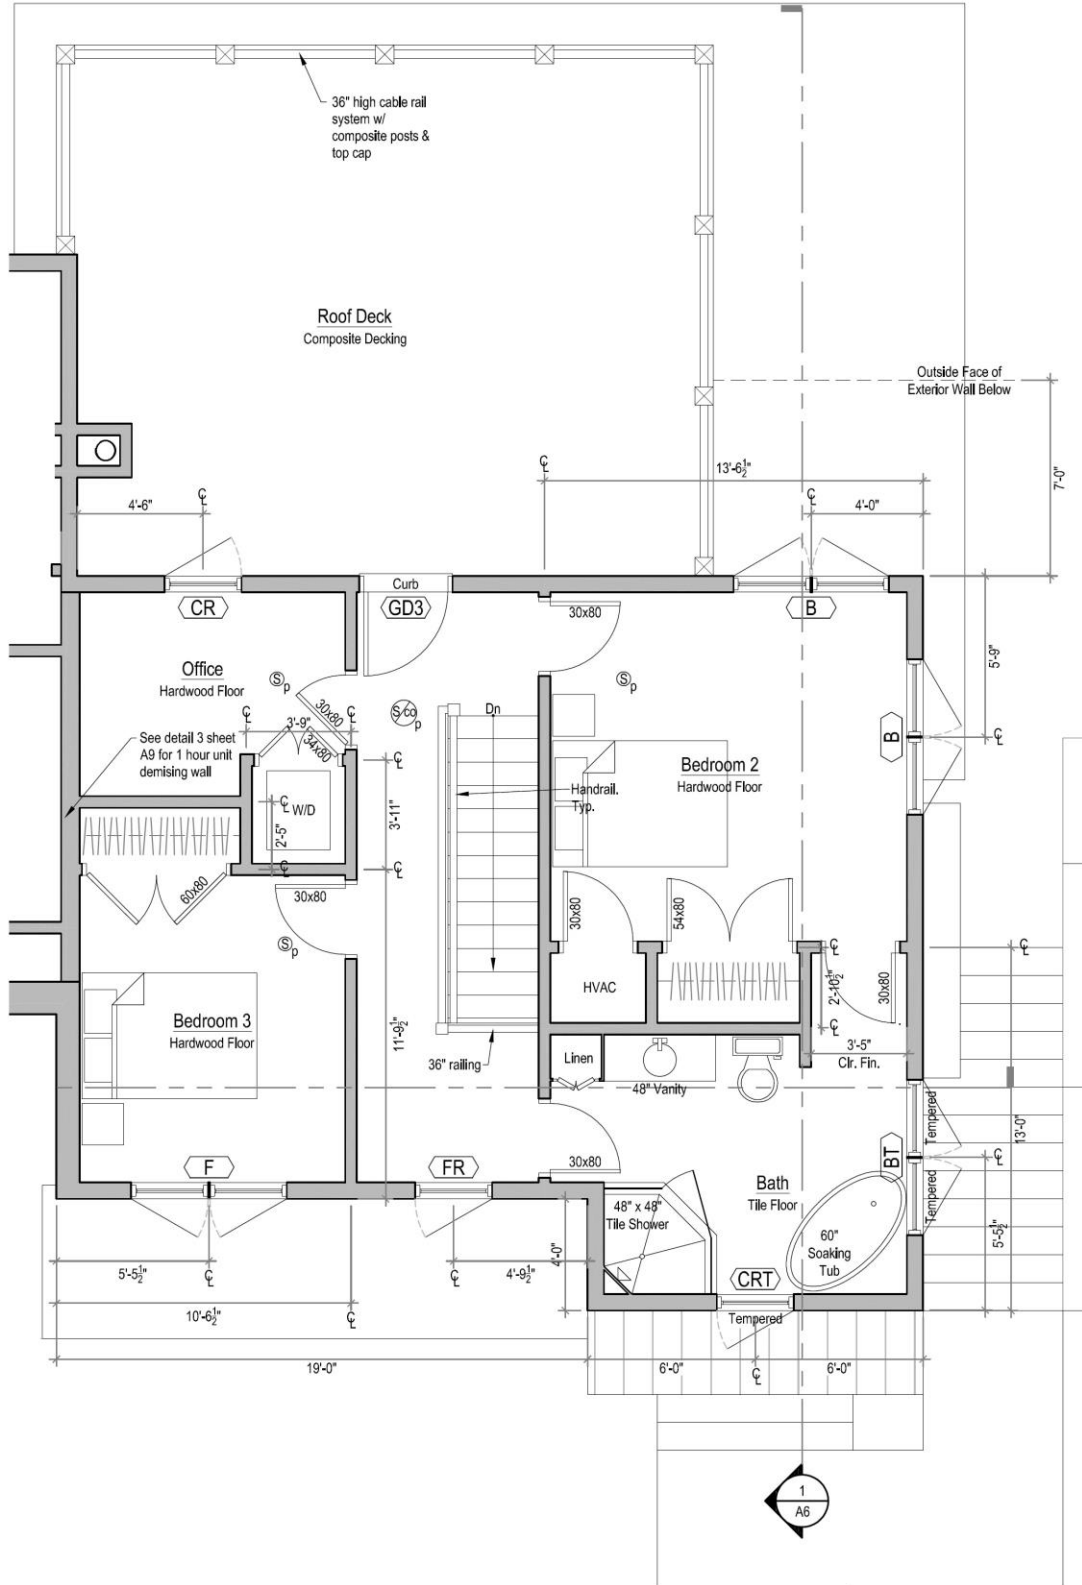 36" high cable rail
system w/
composite posts &
top cap
Roof Deck
Composite Decking
Outside Face of
Exterior Wall Below
7'-0"
℄
13'-6½"
4'-6"
℄
℄
4'-0"
Curb
CR
GD3
30x80
B
5'-9"
Office
Hardwood Floor
Sp
30x80
S/co p
Sp
Dn
℄
3'-9"
℄
34x80
See detail 3 sheet
A9 for 1 hour unit
demising wall
B
℄
℄
Bedroom 2
Hardwood Floor
Handrail.
Typ.
℄
W/D
3'-11"
2'-5"
℄
℄
60x80
30x80
30x80
54x80
Sp
℄
℄
2'-10½"
30x80
HVAC
Bedroom 3
Hardwood Floor
11'-9½"
℄
3'-5"
Clr. Fin.
36" railing
Linen
48" Vanity
Tempered
13'-0"
F
FR
30x80
BT
℄
Bath
Tile Floor
Tempered
48" x 48"
Tile Shower
60"
Soaking
Tub
5'-5½"
4'-0"
5'-5½"
℄
℄
4'-9½"
CRT
10'-6½"
℄
Tempered
19'-0"
6'-0"
℄
6'-0"
1
A6